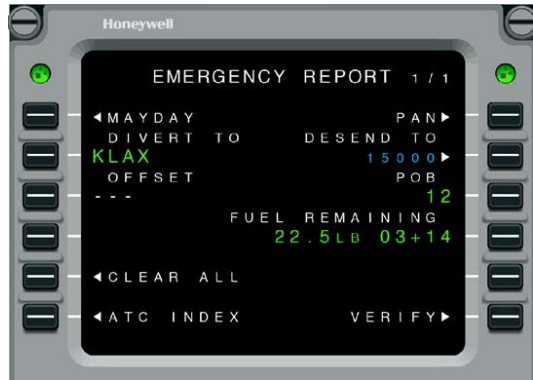 Honeywell
EMERGENCY REPORT 1/1
◄MAYDAY PAN►
DIVERT TO DESEND TO
KLAX 15000►
OFFSET POB
--- 12
FUEL REMAINING
22.5LB 03+14
◄CLEAR ALL
◄ATC INDEX VERIFY►